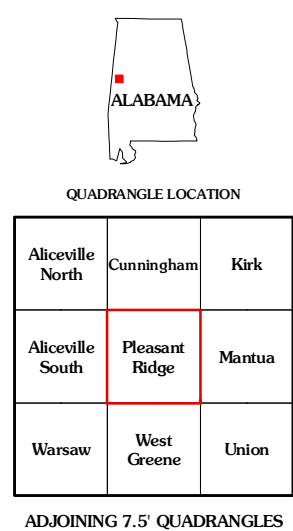 ALABAMA
QUADRANGLE LOCATION
Aliceville
North
Cunningham
Kirk
Aliceville
South
Pleasant
Ridge
Mantua
Warsaw
West
Greene
Union
ADJOINING 7.5' QUADRANGLES